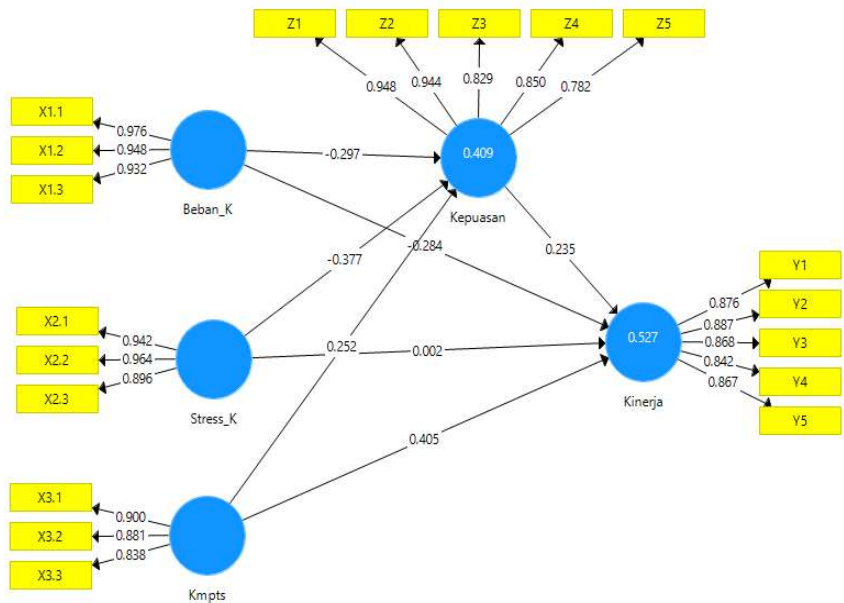 Z1
Z2
Z3
Z4
Z5
0.948
0.944
0.829
0.850
0.782
X1.1
X1.2
X1.3
0.976
0.948
0.932
Beban_K
-0.297
0.409
Kepuasan
-0.377
-0.284
0.235
X2.1
X2.2
X2.3
0.942
0.964
0.896
Stress_K
0.252
0.002
0.527
Kinerja
0.876
0.887
0.868
0.842
0.867
Y1
Y2
Y3
Y4
Y5
0.405
X3.1
X3.2
X3.3
0.900
0.881
0.838
Kmpts